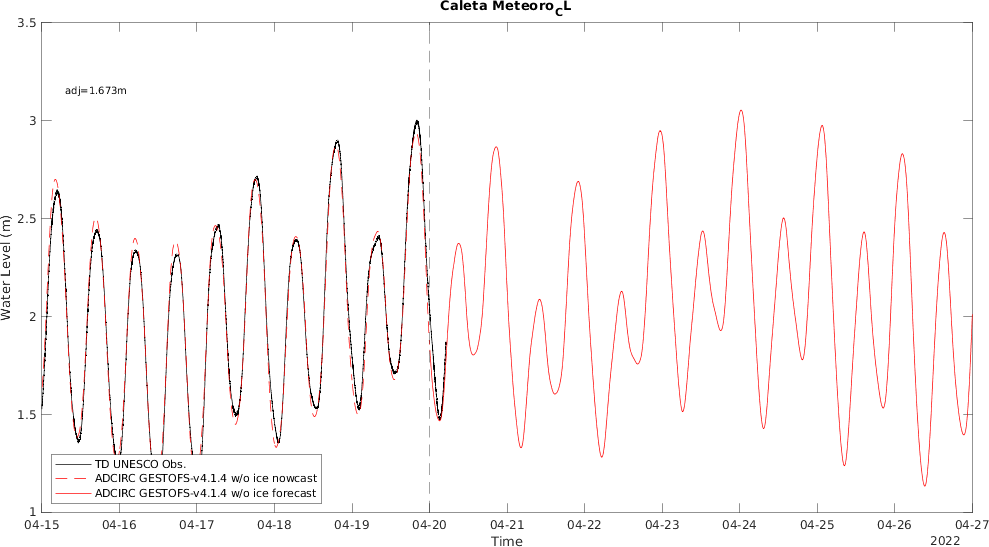 Caleta Meteoro_CL
3.5
adj=1.673m
3
2.5
Water Level (m)
2
1.5
TD UNESCO Obs.
ADCIRC GESTOFS-v4.1.4 w/o ice nowcast
ADCIRC GESTOFS-v4.1.4 w/o ice forecast
1
04-15 04-16 04-17 04-18 04-19 04-20 04-21 04-22 04-23 04-24 04-25 04-26 04-27
Time
2022